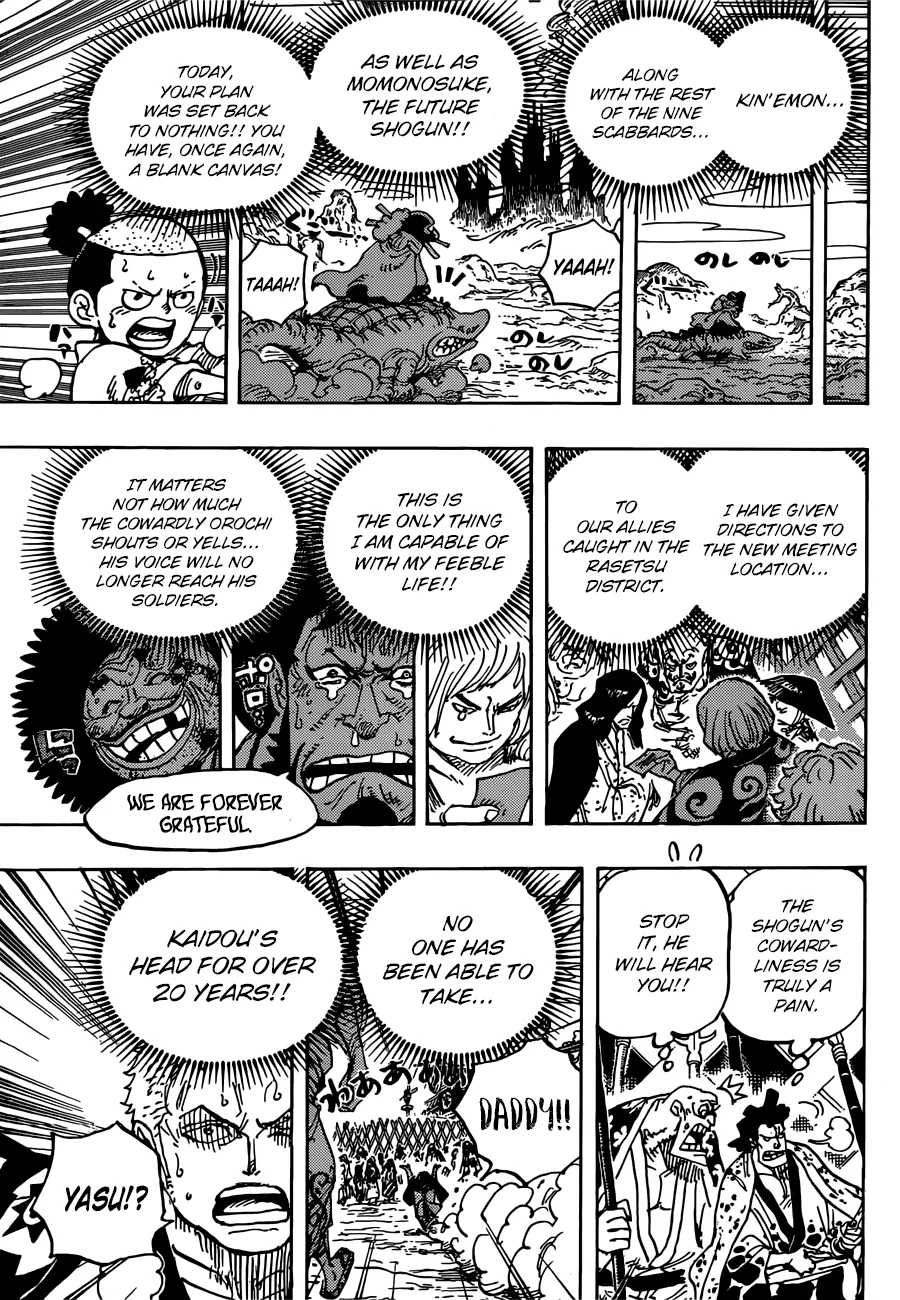 KIN'EMON...
ALONG
WITH THE REST
OF THE NINE
SCABBARDS...
のし のし
AS WELL AS
MOMONOSUKE,
THE FUTURE
SHOGUN!!
YAAAH!
TAAAH!
のし
のし
TODAY,
YOUR PLAN
WAS SET BACK
TO NOTHING!! YOU
HAVE, ONCE AGAIN,
A BLANK CANVAS!
I HAVE GIVEN
DIRECTIONS TO
THE NEW MEETING
LOCATION...
TO
OUR ALLIES
CAUGHT IN THE
RASETSU
DISTRICT.
THIS IS
THE ONLY THING
I AM CAPABLE OF
WITH MY FEEBLE
LIFE!!
IT MATTERS
NOT HOW MUCH
THE COWARDLY OROCHI
SHOUTS OR YELLS...
HIS VOICE WILL NO
LONGER REACH HIS
SOLDIERS.
WE ARE FOREVER
GRATEFUL.
THE
SHOGUN'S
COWARD-
LINESS IS
TRULY A
PAIN.
STOP
IT, HE
WILL HEAR
YOU!!
NO
ONE HAS
BEEN ABLE TO
TAKE...
わあああ
DADDY!!
KAIDOU'S
HEAD FOR OVER
20 YEARS!!
YASU!?